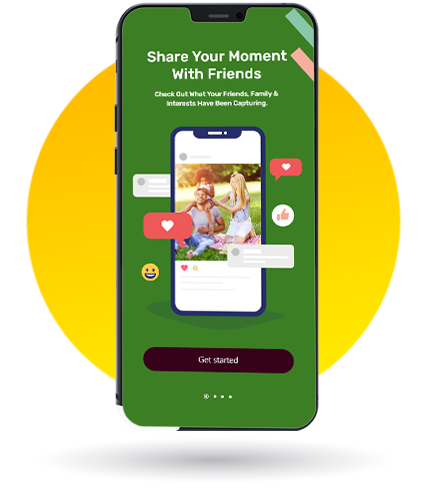 Share Your Moment
With Friends
Check Out What Your Friends, Family &
Interests Have Been Capturing.
Get started